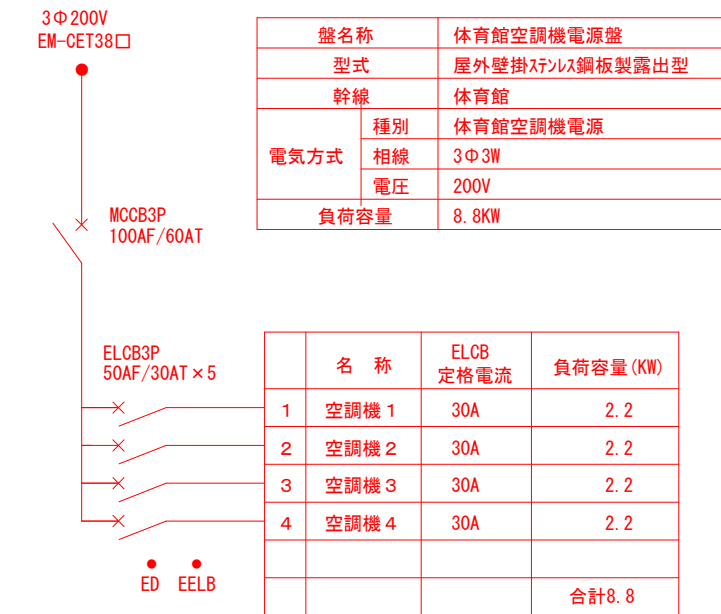 3Φ200V
EM-CET38□
盤名称 体育館空調機電源盤
型式 屋外壁掛ｽﾃﾝﾚｽ鋼板製露出型
幹線 体育館
電気方式 種別 体育館空調機電源
相線 3Φ3W
電圧 200V
負荷容量 8.8KW
MCCB3P
100AF/60AT
ELCB3P
50AF/30AT×5
名 称 ELCB定格電流 負荷容量(KW)
1 空調機1 30A 2.2
2 空調機2 30A 2.2
3 空調機3 30A 2.2
4 空調機4 30A 2.2
合計8.8
ED EELB